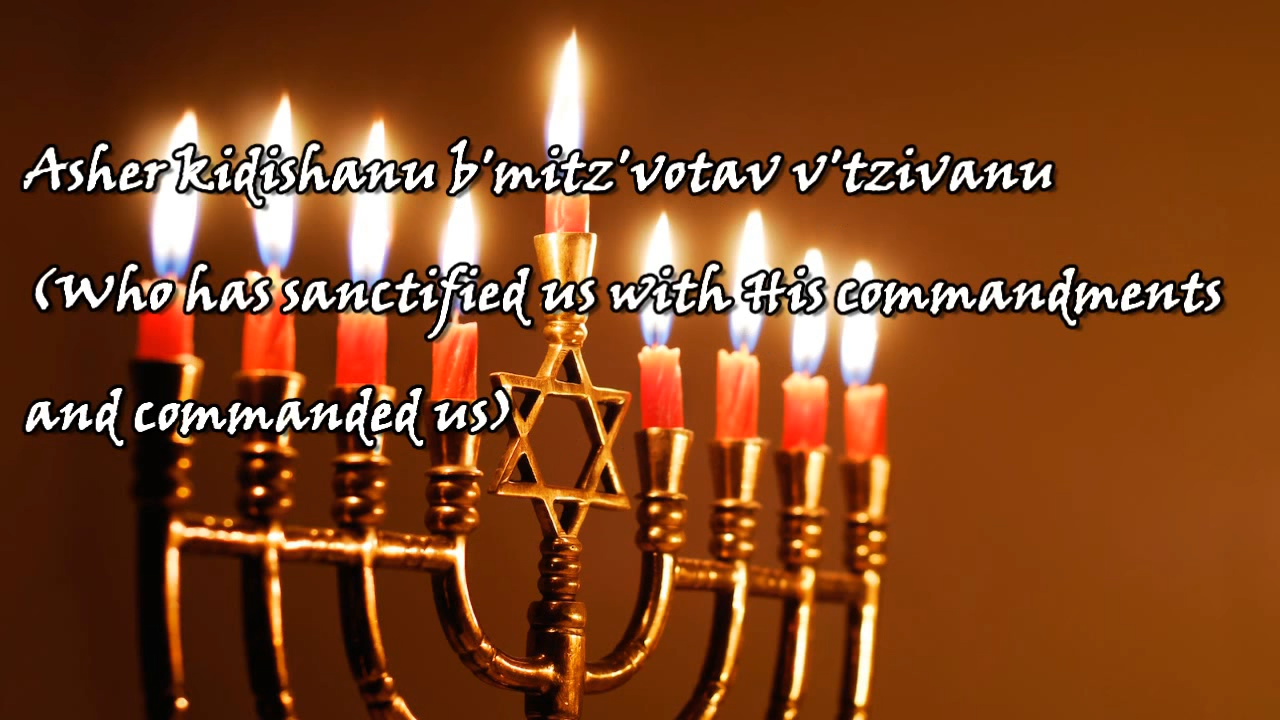 Asher kidishanu b'mitz'votav v'tzivanu
(Who has sanctified us with His commandments
and commanded us)